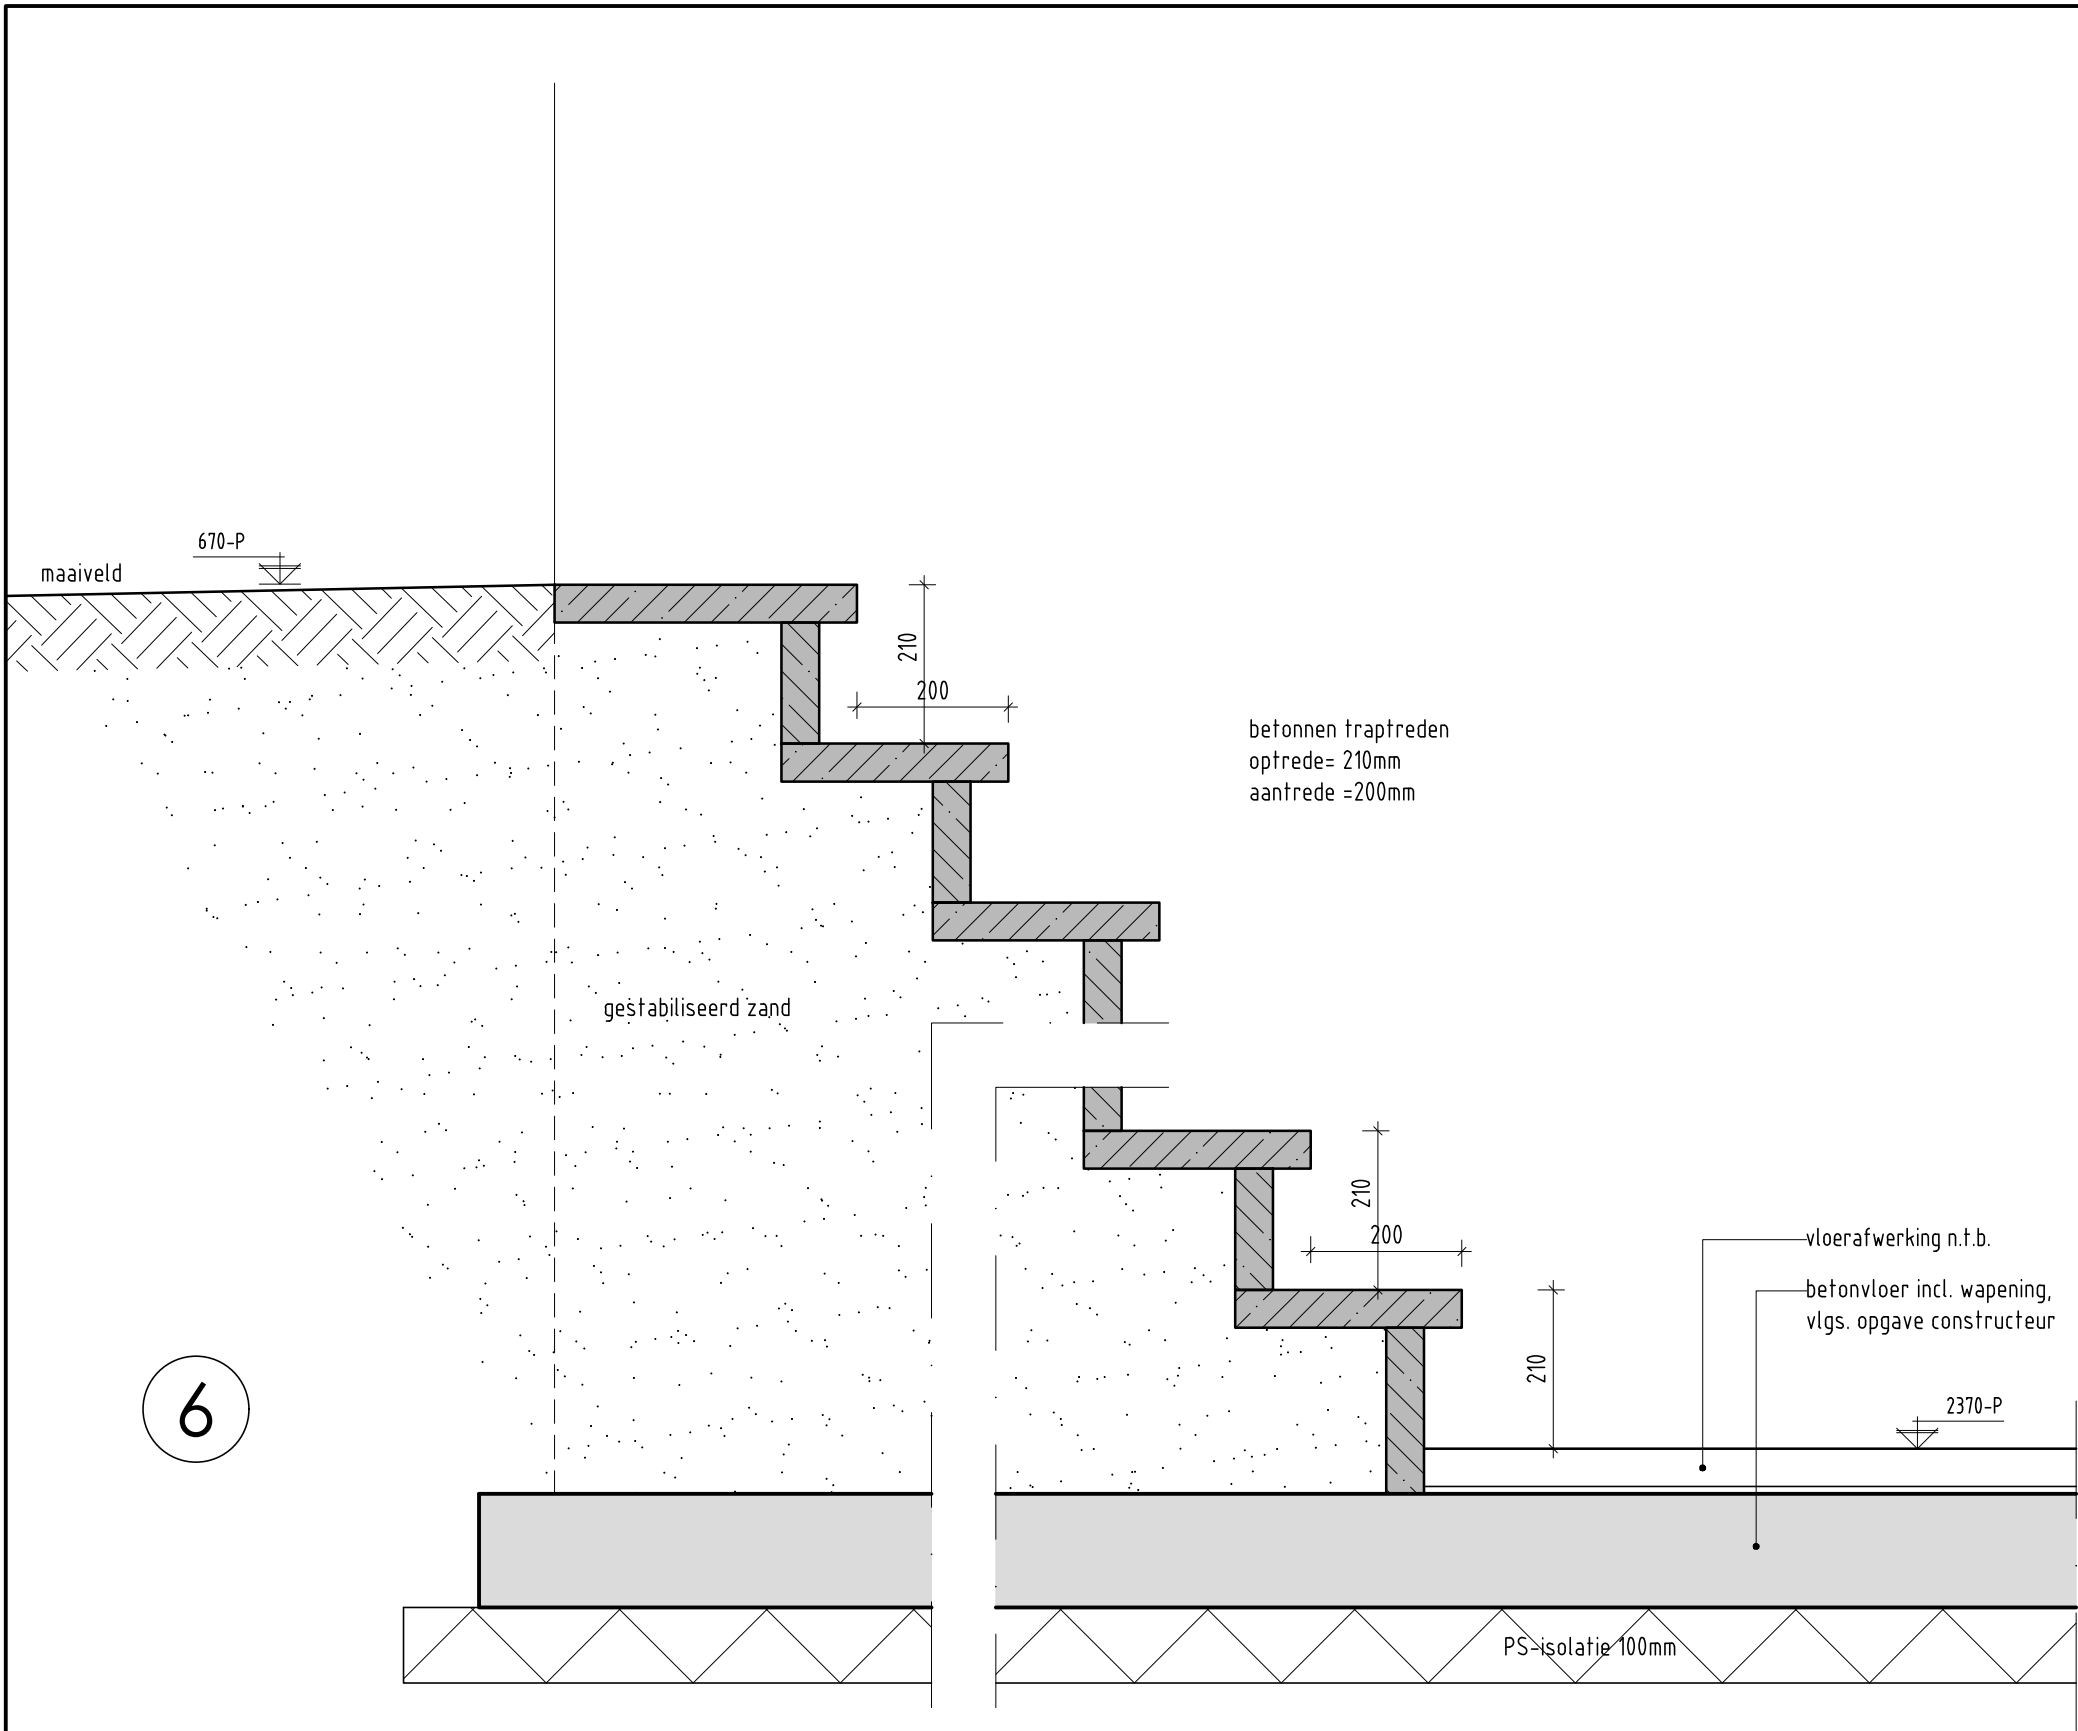 670-P
maaiveld
210
200
betonnen traptreden
optrede= 210mm
aantrede =200mm
gestabiliseerd zand
210
200
vloerafwerking n.t.b.
betonvloer incl. wapening,
vlgs. opgave constructeur
210
2370-P
6
PS-isolatie 100mm